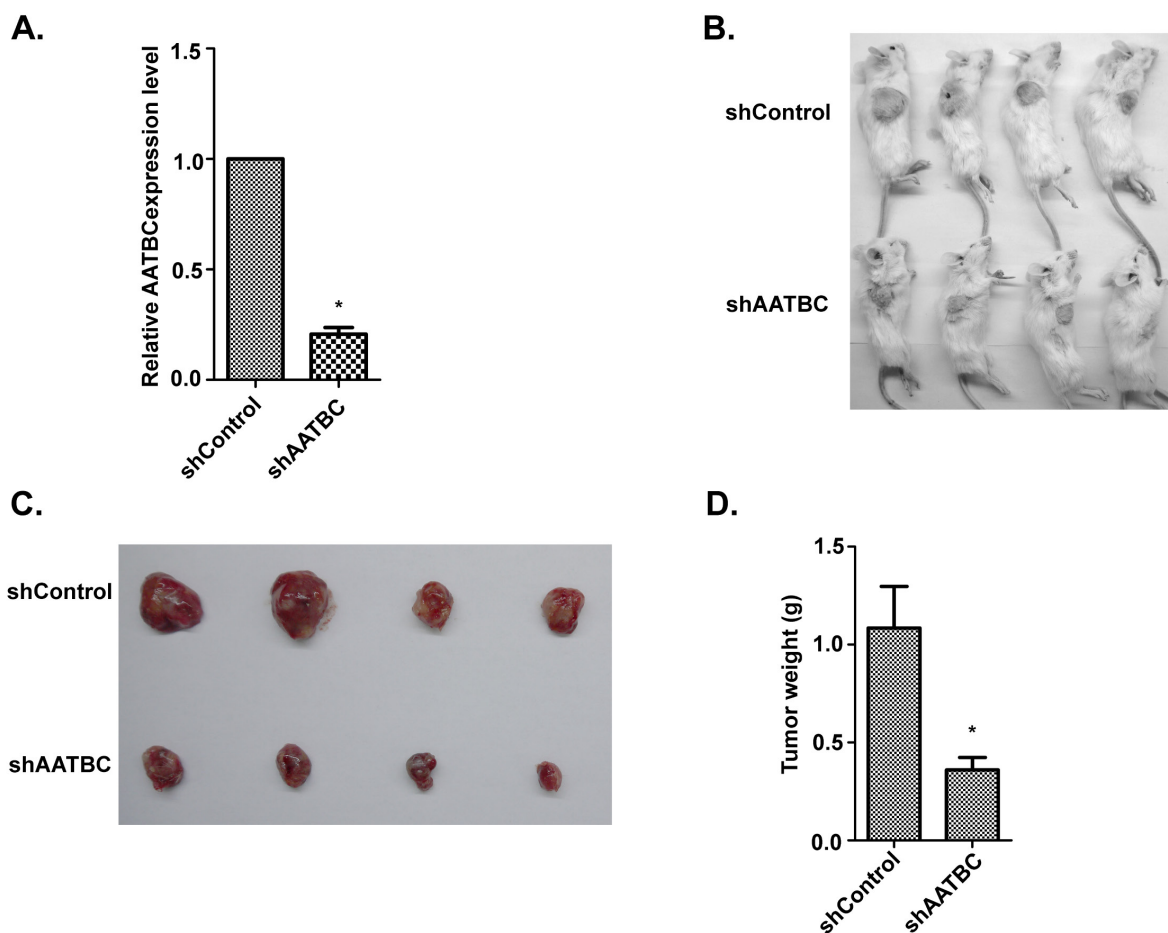 A.
Relative AATBCexpression level
1.5
1.0
0.5
0.0
*
shControl
shAATBC
B.
shControl
shAATBC
C.
shControl
shAATBC
D.
Tumor weight (g)
1.5
1.0
0.5
0.0
*
shControl
shAATBC